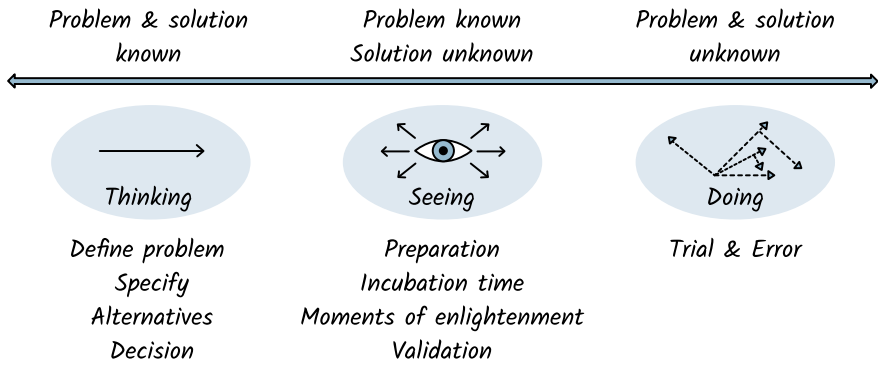 Problem & solution
known
Problem known
Solution unknown
Problem & solution
unknown
Thinking
Seeing
Doing
Define problem
Specify
Alternatives
Decision
Preparation
Incubation time
Moments of enlightenment
Validation
Trial & Error